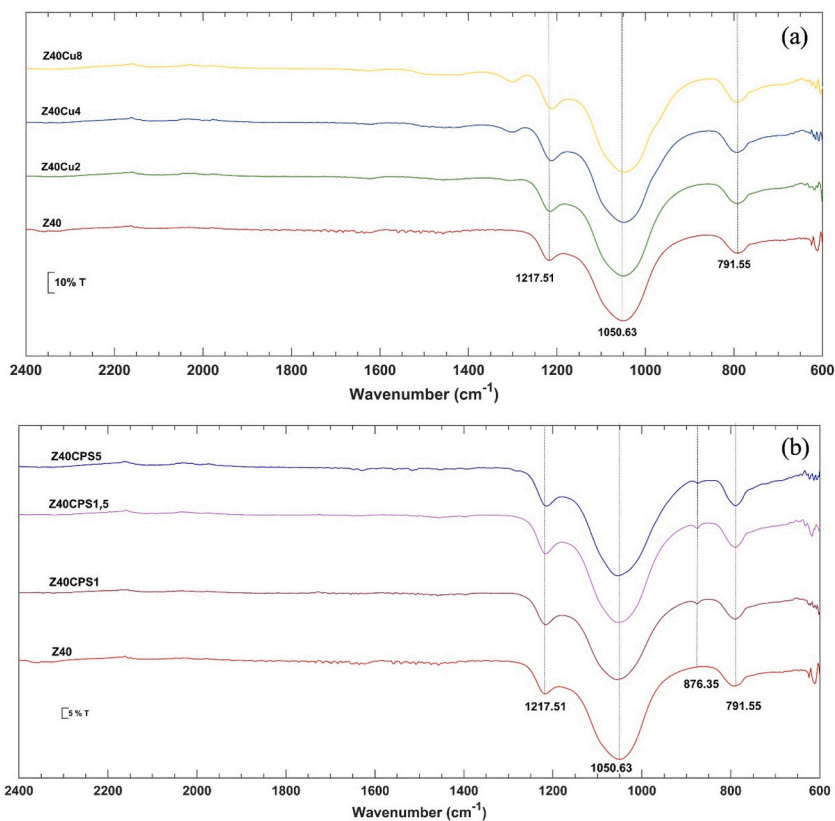 (a)
Z40Cu8
Z40Cu4
Z40Cu2
Z40
10% T
1217.51
1050.63
791.55
2400 2200 2000 1800 1600 1400 1200 1000 800 600
Wavenumber (cm-1)
(b)
Z40CPS5
Z40CPS1,5
Z40CPS1
Z40
5 % T
1217.51
1050.63
876.35
791.55
2400 2200 2000 1800 1600 1400 1200 1000 800 600
Wavenumber (cm-1)